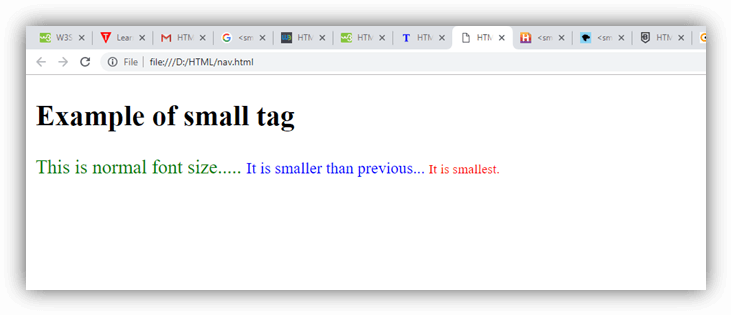 W3S Lear HTM <sm HTM HTM HTM HTM <sm <sm HTM
File file:///D:/HTML/nav.html
Example of small tag
This is normal font size..... It is smaller than previous... It is smallest.